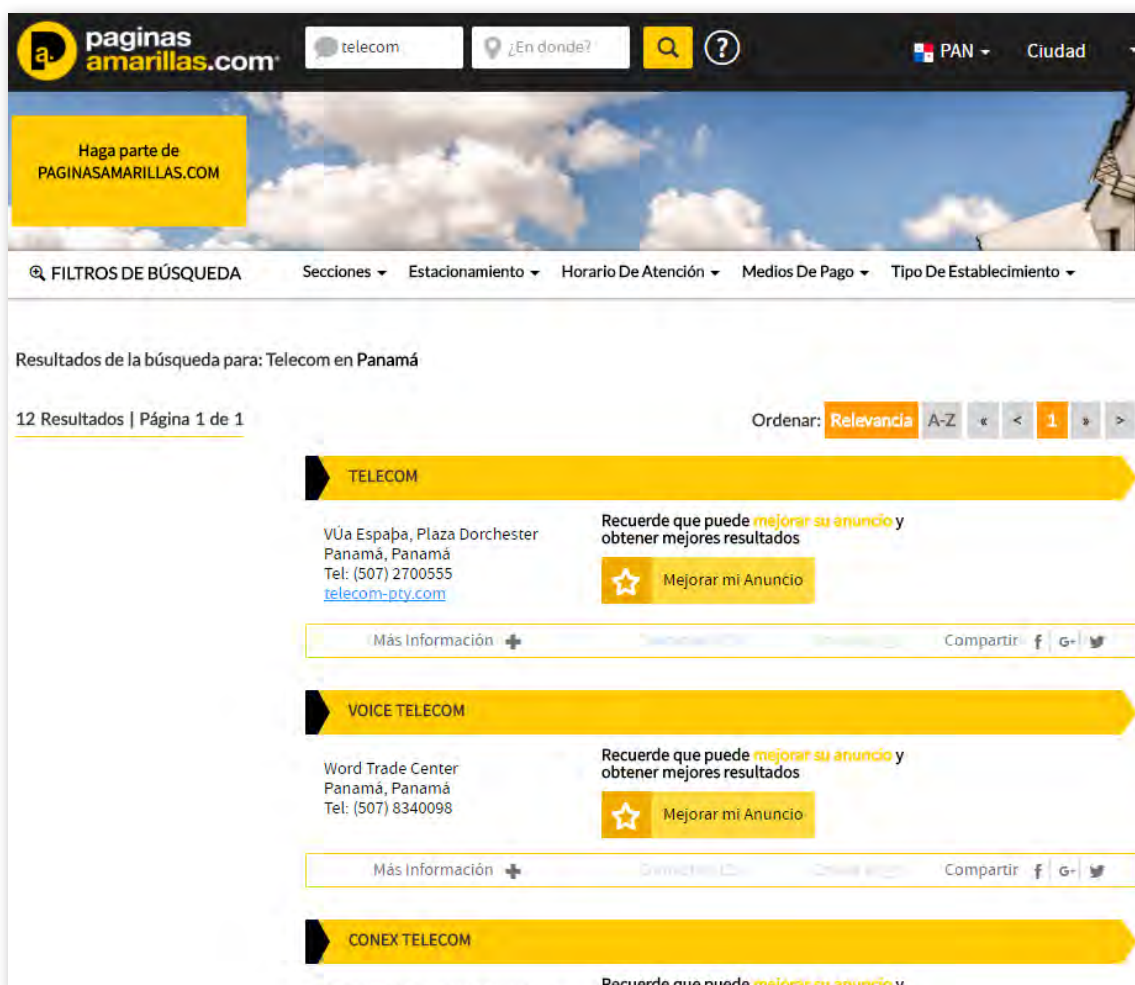 a.
paginas
amarillas.com
telecom
¿En donde?
?
PAN
Ciudad
Haga parte de
PAGINASAMARILLAS.COM
FILTROS DE BÚSQUEDA
Secciones
Estacionamiento
Horario De Atención
Medios De Pago
Tipo De Establecimiento
Resultados de la búsqueda para: Telecom en Panamá
12 Resultados | Página 1 de 1
Ordenar: Relevancia A-Z « < 1 » >
TELECOM
VÚa Espaþa, Plaza Dorchester
Panamá, Panamá
Tel: (507) 2700555
telecom-pty.com
Recuerde que puede mejorar su anuncio y
obtener mejores resultados
Mejorar mi Anuncio
Más Información
Compartir f G+
VOICE TELECOM
Word Trade Center
Panamá, Panamá
Tel: (507) 8340098
Recuerde que puede mejorar su anuncio y
obtener mejores resultados
Mejorar mi Anuncio
Más Información
Compartir f G+
CONEX TELECOM
Recuerde que puede mejorar su anuncio y